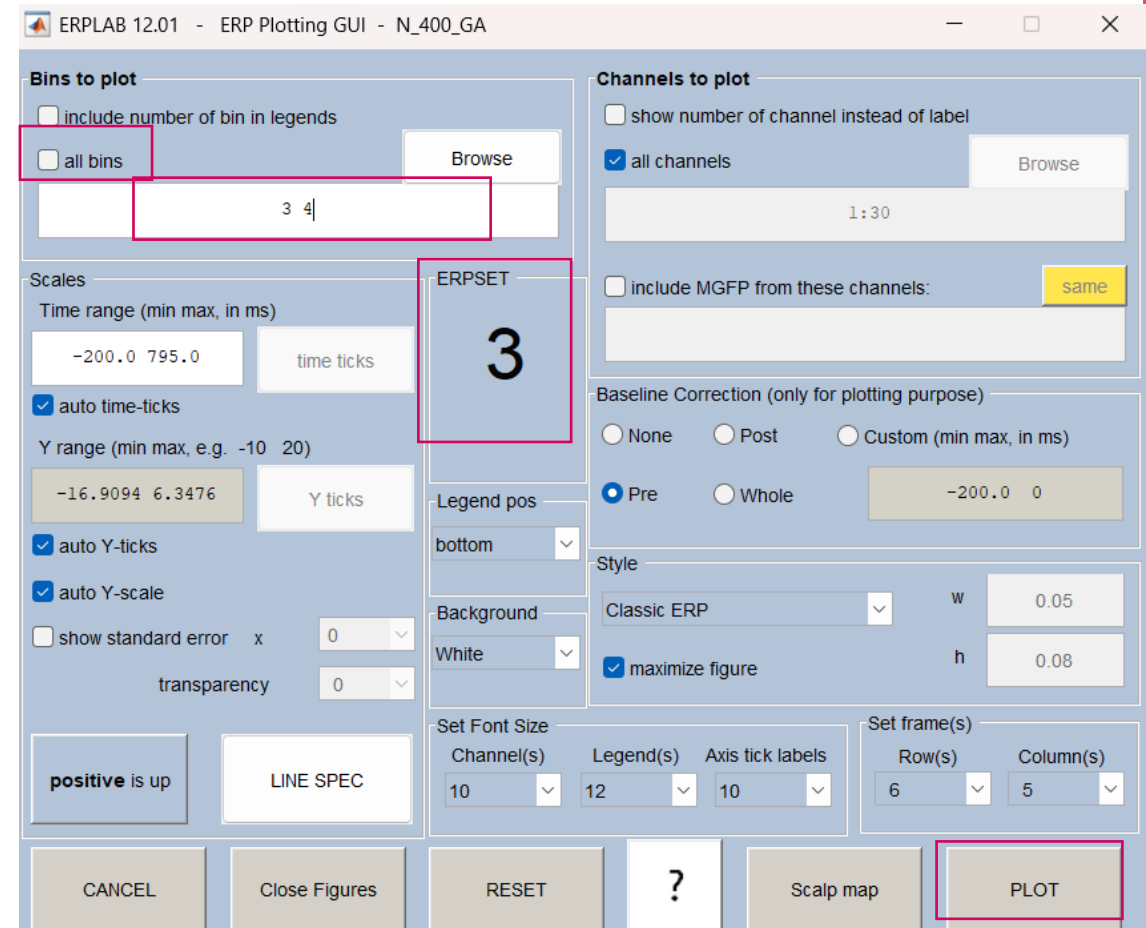 ERPLAB 12.01 - ERP Plotting GUI - N_400_GA
Bins to plot
include number of bin in legends
all bins
Browse
3 4
Channels to plot
show number of channel instead of label
all channels
Browse
1:30
include MGFP from these channels:
same
Scales
Time range (min max, in ms)
-200.0 795.0
time ticks
auto time-ticks
Y range (min max, e.g. -10 20)
-16.9094 6.3476
Y ticks
auto Y-ticks
auto Y-scale
show standard error x
0
transparency
0
positive is up
LINE SPEC
ERPSET
3
Legend pos
bottom
Background
White
Baseline Correction (only for plotting purpose)
None
Post
Custom (min max, in ms)
Pre
Whole
-200.0 0
Style
Classic ERP
w
0.05
maximize figure
h
0.08
Set Font Size
Channel(s)
Legend(s)
Axis tick labels
10
12
10
Set frame(s)
Row(s)
Column(s)
6
5
CANCEL
Close Figures
RESET
?
Scalp map
PLOT